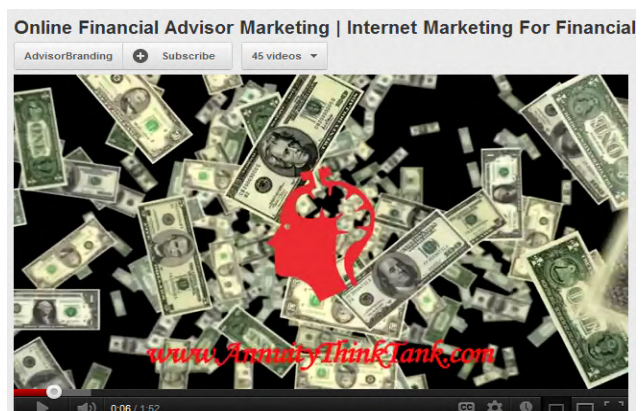 Online Financial Advisor Marketing | Internet Marketing For Financial
AdvisorBranding
Subscribe
45 videos
www.AnnuityThinkTank.com
0:06 / 1:52
CC